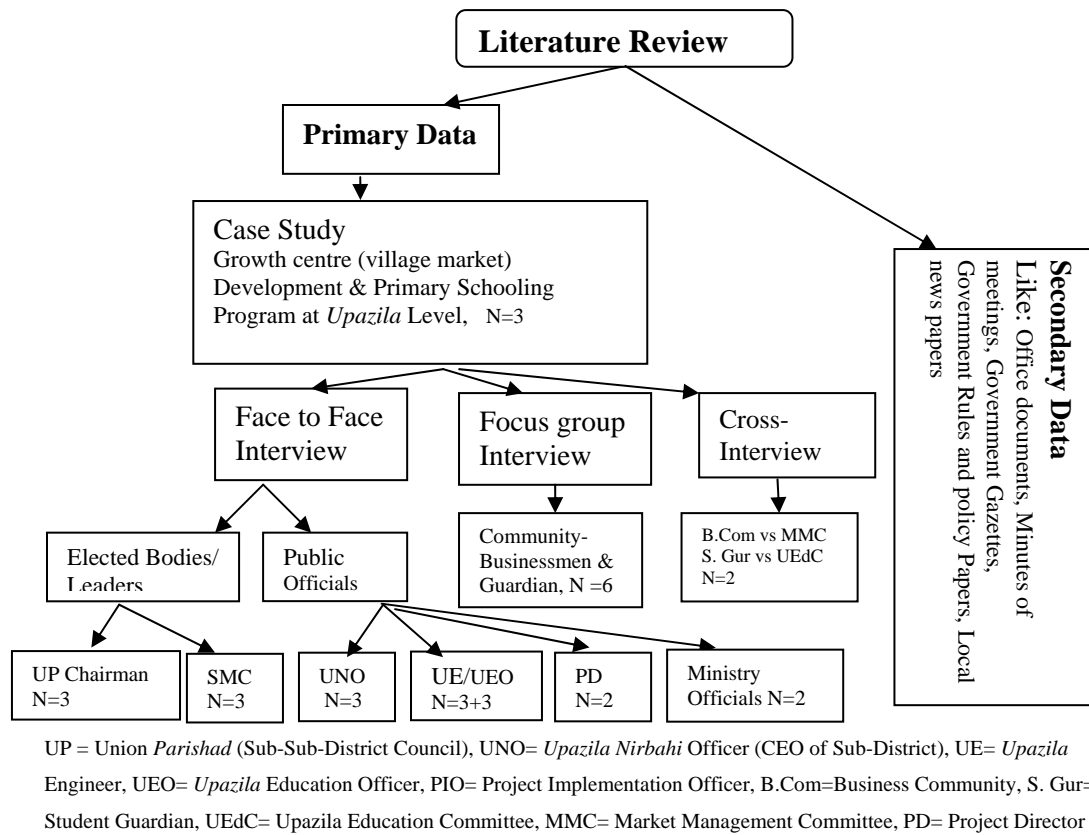 Literature Review
Primary Data
Case Study
Growth centre (village market)
Development & Primary Schooling
Program at Upazila Level, N=3
Secondary Data
Like: Office documents, Minutes of
meetings, Government Gazettes,
Government Rules and policy Papers, Local
news papers
Face to Face
Interview
Focus group
Interview
Cross-
Interview
Elected Bodies/
Leaders
Public
Officials
Community-
Businessmen &
Guardian, N =6
B.Com vs MMC
S. Gur vs UEdC
N=2
UP Chairman
N=3
SMC
N=3
UNO
N=3
UE/UEO
N=3+3
PD
N=2
Ministry
Officials N=2
UP = Union Parishad (Sub-Sub-District Council), UNO= Upazila Nirbahi Officer (CEO of Sub-District), UE= Upazila
Engineer, UEO= Upazila Education Officer, PIO= Project Implementation Officer, B.Com=Business Community, S. Gur=
Student Guardian, UEdC= Upazila Education Committee, MMC= Market Management Committee, PD= Project Director